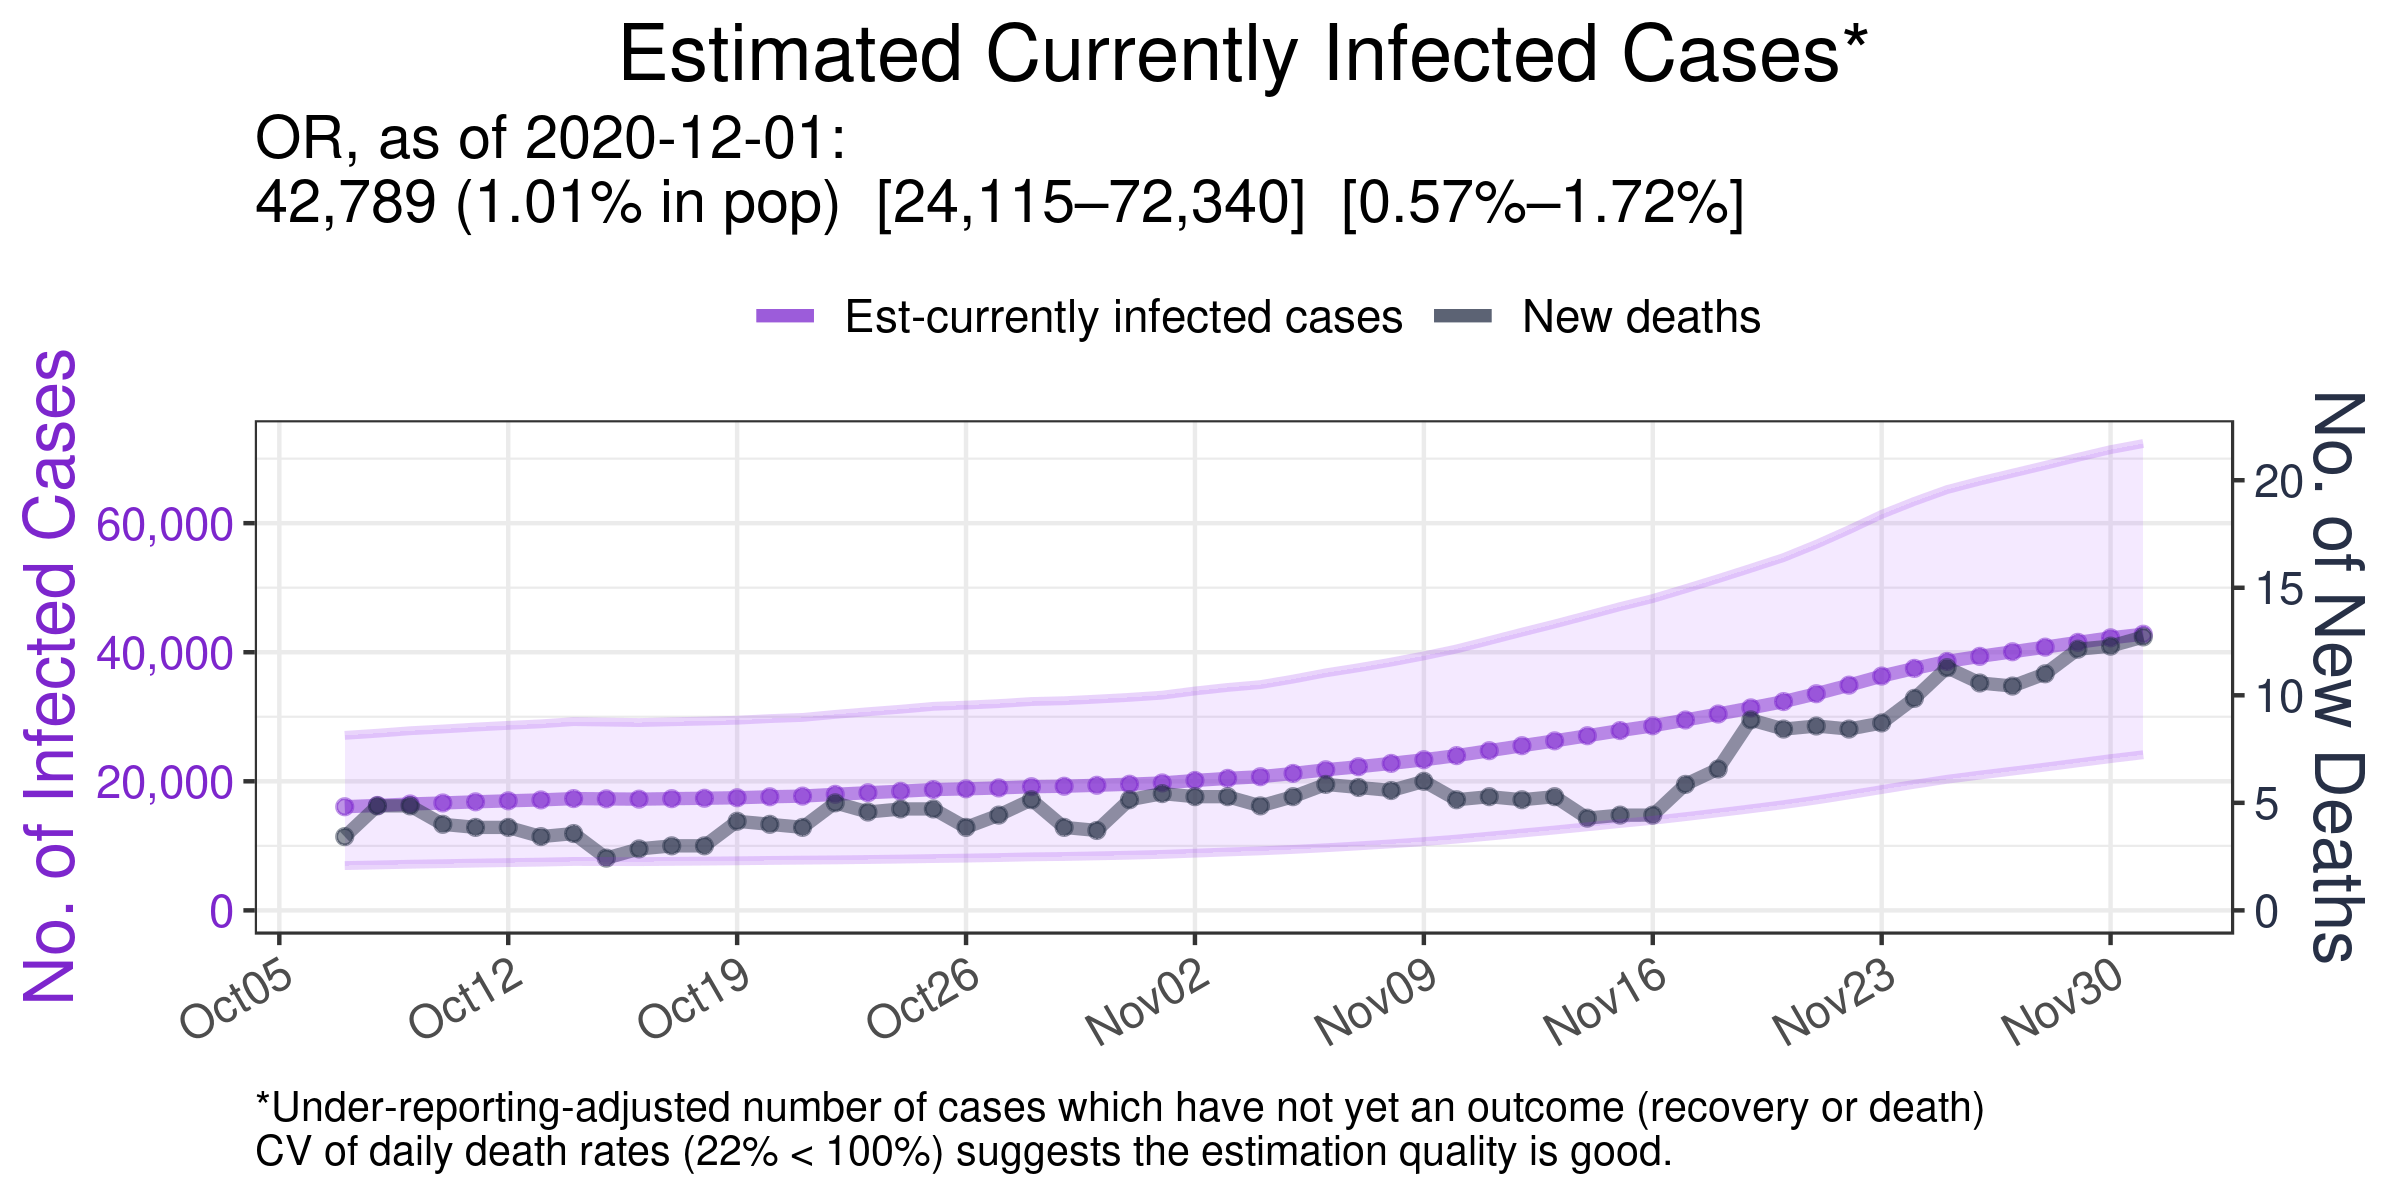 Estimated Currently Infected Cases*
OR, as of 2020-12-01:
42,789 (1.01% in pop)  [24,115–72,340]  [0.57%–1.72%]
Est-currently infected cases
New deaths
No. of Infected Cases
60,000
40,000
20,000
0
20
15
10
5
0
No. of New Deaths
Oct05
Oct12
Oct19
Oct26
Nov02
Nov09
Nov16
Nov23
Nov30
*Under-reporting-adjusted number of cases which have not yet an outcome (recovery or death)
CV of daily death rates (22% < 100%) suggests the estimation quality is good.